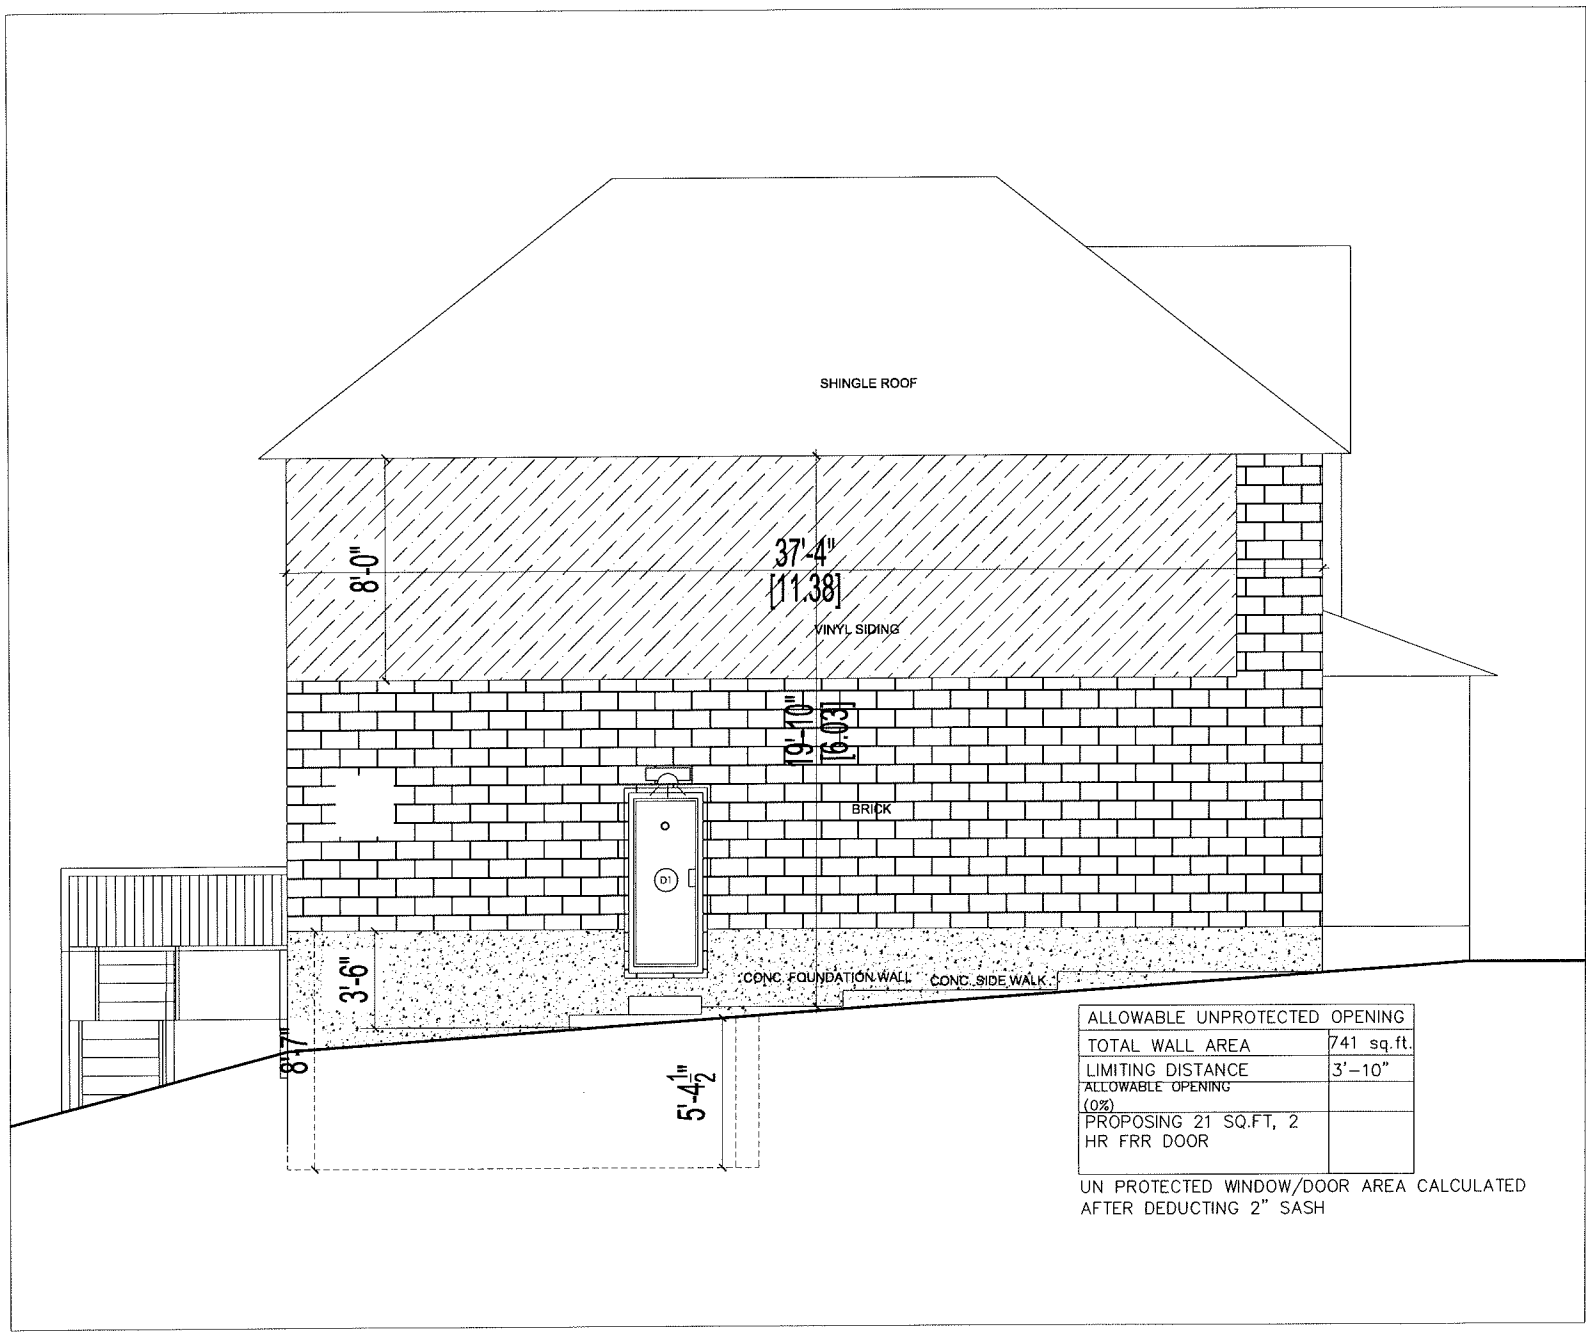 SHINGLE ROOF
8'-0"
37'-4"
[11.38]
VINYL SIDING
19'-10"
[6.03]
BRICK
D1
3'-6"
CONC. FOUNDATION WALL
CONC. SIDE WALK
8'-7"
5'-4 1/2"
ALLOWABLE UNPROTECTED OPENING
TOTAL WALL AREA 741 sq.ft.
LIMITING DISTANCE 3'-10"
ALLOWABLE OPENING
(0%)
PROPOSING 21 SQ.FT, 2
HR FRR DOOR
UN PROTECTED WINDOW/DOOR AREA CALCULATED
AFTER DEDUCTING 2" SASH